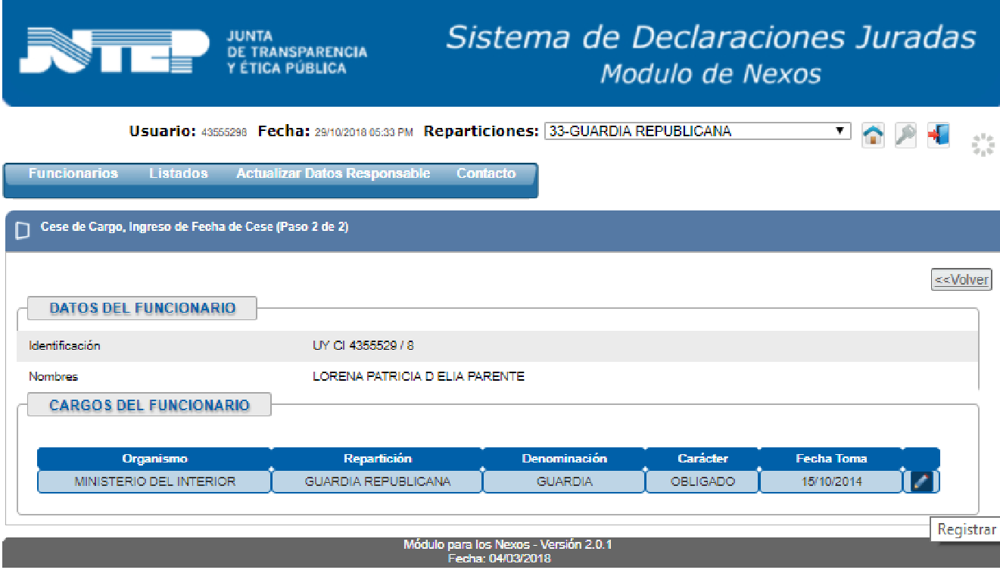 JUTEP
JUNTA
DE TRANSPARENCIA
Y ÉTICA PÚBLICA
Sistema de Declaraciones Juradas
Modulo de Nexos
Usuario: 43555298 Fecha: 29/10/2018 05:33 PM Reparticiones: 33-GUARDIA REPUBLICANA
Funcionarios Listados Actualizar Datos Responsable Contacto
Cese de Cargo, Ingreso de Fecha de Cese (Paso 2 de 2)
<<Volver
DATOS DEL FUNCIONARIO
Identificación UY CI 4355529 / 8
Nombres LORENA PATRICIA D ELIA PARENTE
CARGOS DEL FUNCIONARIO
Organismo Repartición Denominación Carácter Fecha Toma
MINISTERIO DEL INTERIOR GUARDIA REPUBLICANA GUARDIA OBLIGADO 15/10/2014
Registrar
Módulo para los Nexos - Versión 2.0.1
Fecha: 04/03/2018